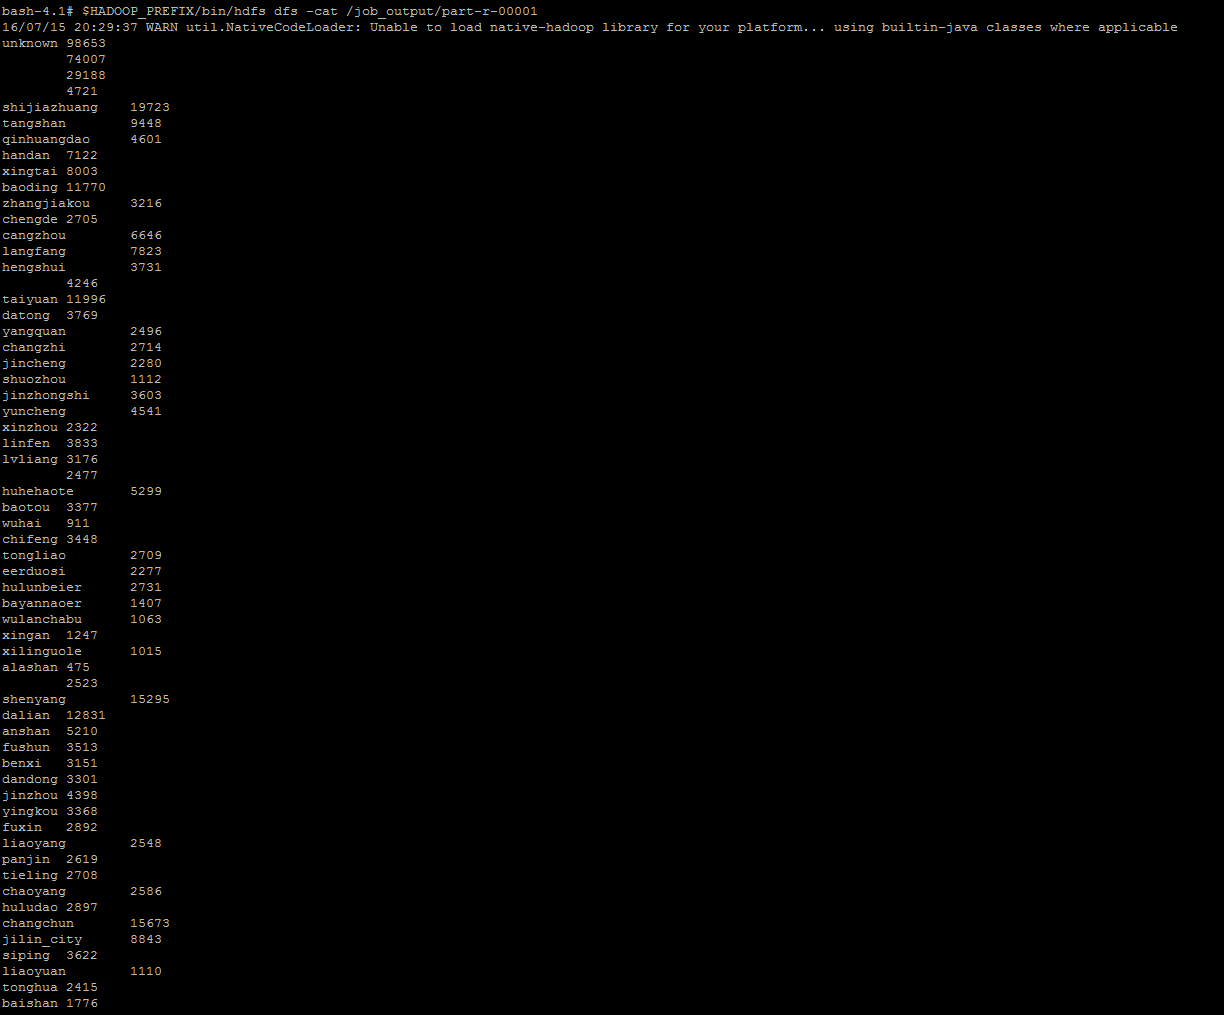 bash-4.1# $HADOOP_PREFIX/bin/hdfs dfs -cat /job_output/part-r-00001
16/07/15 20:29:37 WARN util.NativeCodeLoader: Unable to load native-hadoop library for your platform... using builtin-java classes where applicable
unknown 98653
74007
29188
4721
shijiazhuang 19723
tangshan 9448
qinhuangdao 4601
handan 7122
xingtai 8003
baoding 11770
zhangjiakou 3216
chengde 2705
cangzhou 6646
langfang 7823
hengshui 3731
4246
taiyuan 11996
datong 3769
yangquan 2496
changzhi 2714
jincheng 2280
shuozhou 1112
jinzhongshi 3603
yuncheng 4541
xinzhou 2322
linfen 3833
lvliang 3176
2477
huhehaote 5299
baotou 3377
wuhai 911
chifeng 3448
tongliao 2709
eerduosi 2277
hulunbeier 2731
bayannaoer 1407
wulanchabu 1063
xingan 1247
xilinguole 1015
alashan 475
2523
shenyang 15295
dalian 12831
anshan 5210
fushun 3513
benxi 3151
dandong 3301
jinzhou 4398
yingkou 3368
fuxin 2892
liaoyang 2548
panjin 2619
tieling 2708
chaoyang 2586
huludao 2897
changchun 15673
jilin_city 8843
siping 3622
liaoyuan 1110
tonghua 2415
baishan 1776